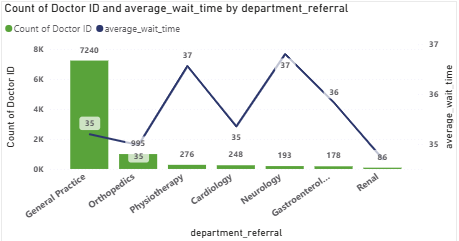 Count of Doctor ID and average_wait_time by department_referral
Count of Doctor ID average_wait_time
8K
6K
4K
2K
0K
Count of Doctor ID
7240
995
276
248
193
178
86
35
35
37
35
37
36
37
36
35
average_wait_time
General Practice
Orthopedics
Physiotherapy
Cardiology
Neurology
Gastroenterol...
Renal
department_referral